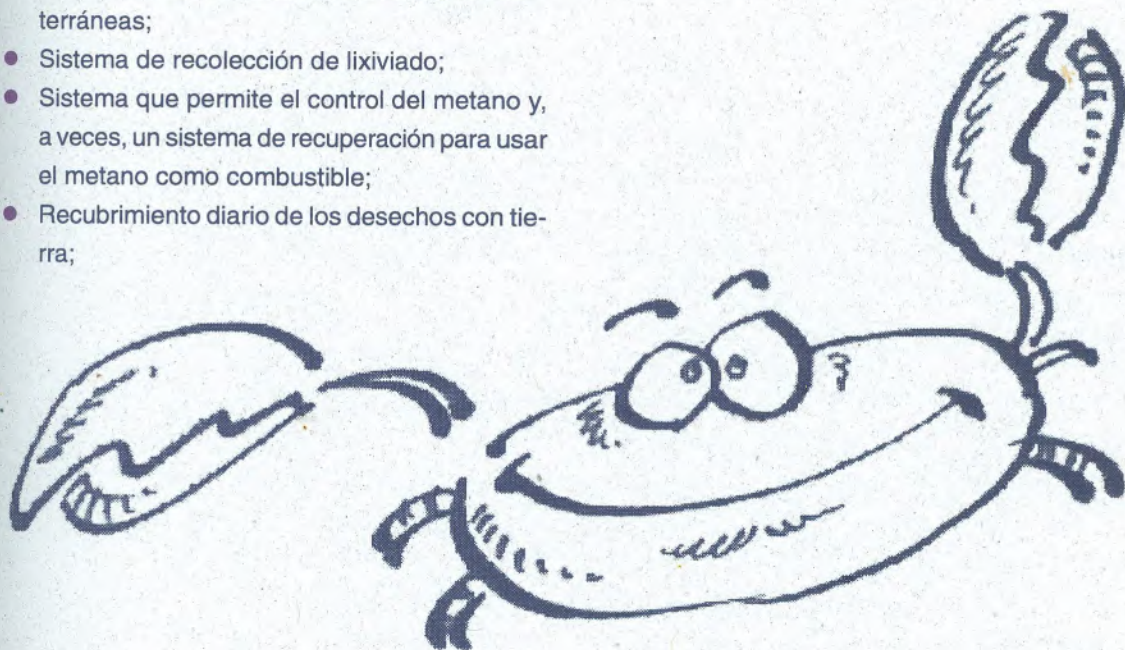 terráneas;
● Sistema de recolección de lixiviado;
● Sistema que permite el control del metano y,
a veces, un sistema de recuperación para usar
el metano como combustible;
● Recubrimiento diario de los desechos con tie-
rra;